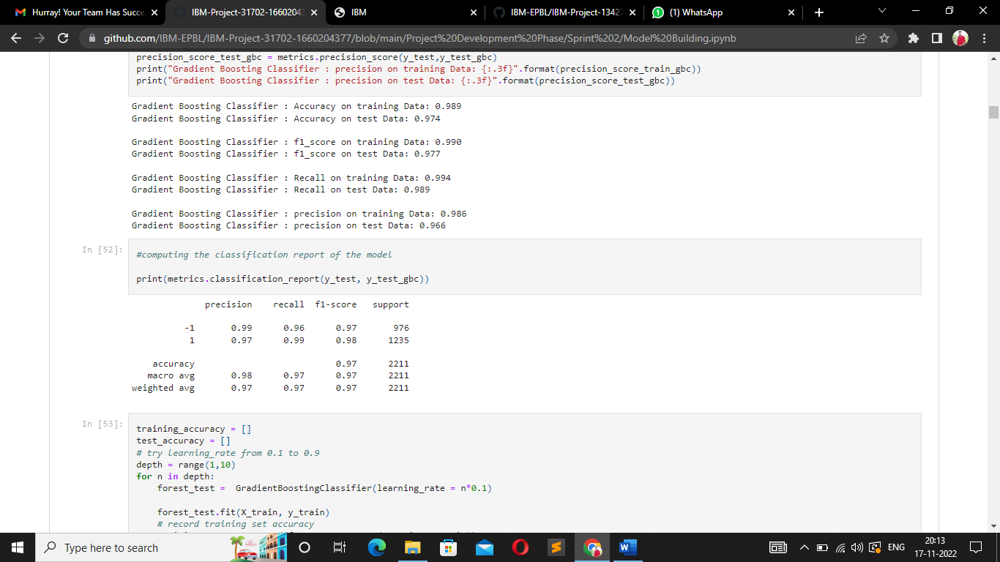 Hurray! Your Team Has Succe
IBM-Project-31702-16602043
IBM
IBM-EPBL/IBM-Project-1342
(1) WhatsApp
github.com/IBM-EPBL/IBM-Project-31702-1660204377/blob/main/Project%20Development%20Phase/Sprint%202/Model%20Building.ipynb
precision_score_test_gbc = metrics.precision_score(y_test,y_test_gbc)
print("Gradient Boosting Classifier : precision on training Data: {:.3f}".format(precision_score_train_gbc))
print("Gradient Boosting Classifier : precision on test Data: {:.3f}".format(precision_score_test_gbc))
Gradient Boosting Classifier : Accuracy on training Data: 0.989
Gradient Boosting Classifier : Accuracy on test Data: 0.974
Gradient Boosting Classifier : f1_score on training Data: 0.990
Gradient Boosting Classifier : f1_score on test Data: 0.977
Gradient Boosting Classifier : Recall on training Data: 0.994
Gradient Boosting Classifier : Recall on test Data: 0.989
Gradient Boosting Classifier : precision on training Data: 0.986
Gradient Boosting Classifier : precision on test Data: 0.966
In [52]:
#computing the classification report of the model
print(metrics.classification_report(y_test, y_test_gbc))
precision recall f1-score support
-1 0.99 0.96 0.97 976
1 0.97 0.99 0.98 1235
accuracy 0.97 2211
macro avg 0.98 0.97 0.97 2211
weighted avg 0.97 0.97 0.97 2211
In [53]:
training_accuracy = []
test_accuracy = []
# try learning_rate from 0.1 to 0.9
depth = range(1,10)
for n in depth:
forest_test = GradientBoostingClassifier(learning_rate = n*0.1)
forest_test.fit(X_train, y_train)
# record training set accuracy
Type here to search
ENG
20:13
17-11-2022